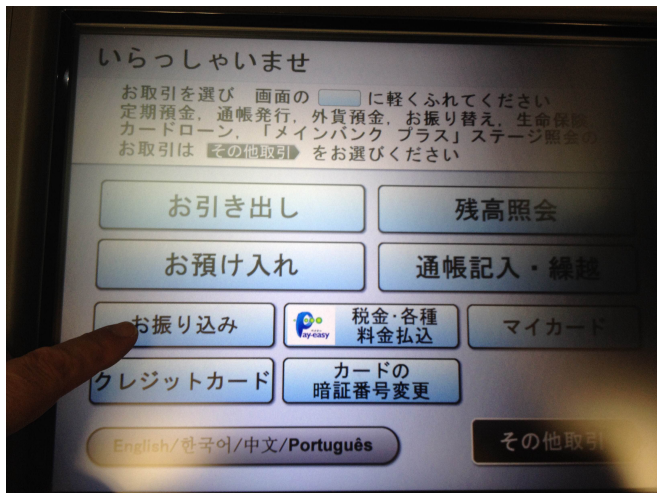 いらっしゃいませ
お取引を選び 画面の に軽くふれてください
定期預金，通帳発行，外貨預金，お振り替え，生命保険
カードローン，「メインバンク プラス」ステージ照会の
お取引は その他取引 をお選びください
お引き出し
残高照会
お預け入れ
通帳記入・繰越
お振り込み
Pay-easy
税金・各種
料金払込
マイカード
クレジットカード
カードの
暗証番号変更
English/한국어/中文/Português
その他取引